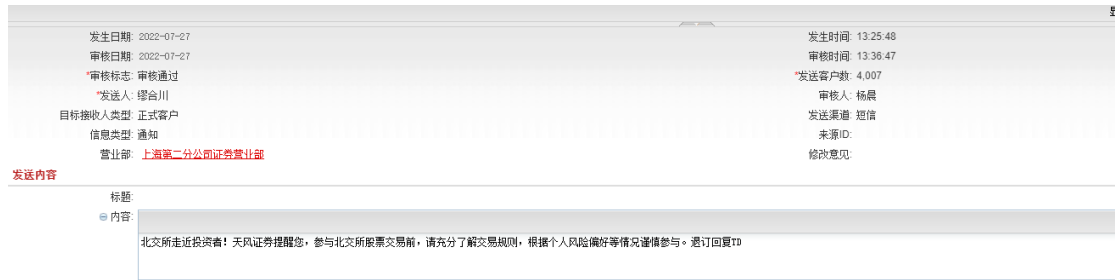 发生日期: 2022-07-27 发生时间: 13:25:48
审核日期: 2022-07-27 审核时间: 13:36:47
*审核标志: 审核通过 *发送客户数: 4,007
*发送人: 缪合川 审核人: 杨晨
目标接收人类型: 正式客户 发送渠道: 短信
信息类型: 通知 来源ID:
营业部: 上海第二分公司证券营业部 修改意见:
发送内容
标题:
内容:
北交所走近投资者！天风证券提醒您，参与北交所股票交易前，请充分了解交易规则，根据个人风险偏好等情况谨慎参与。退订回复TD